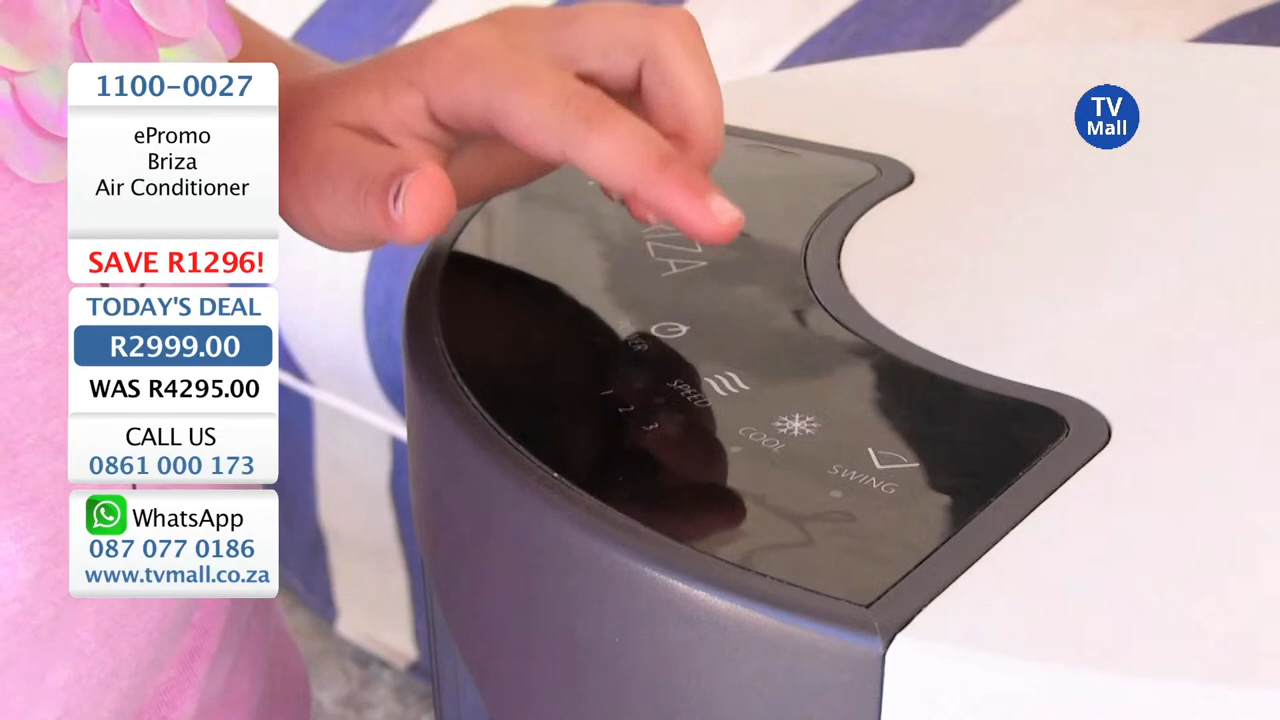 1100-0027
ePromo
Briza
Air Conditioner
SAVE R1296!
TODAY'S DEAL
R2999.00
WAS R4295.00
CALL US
0861 000 173
WhatsApp
087 077 0186
www.tvmall.co.za
TV
Mall
SPEED
1 2 3
COOL
SWING